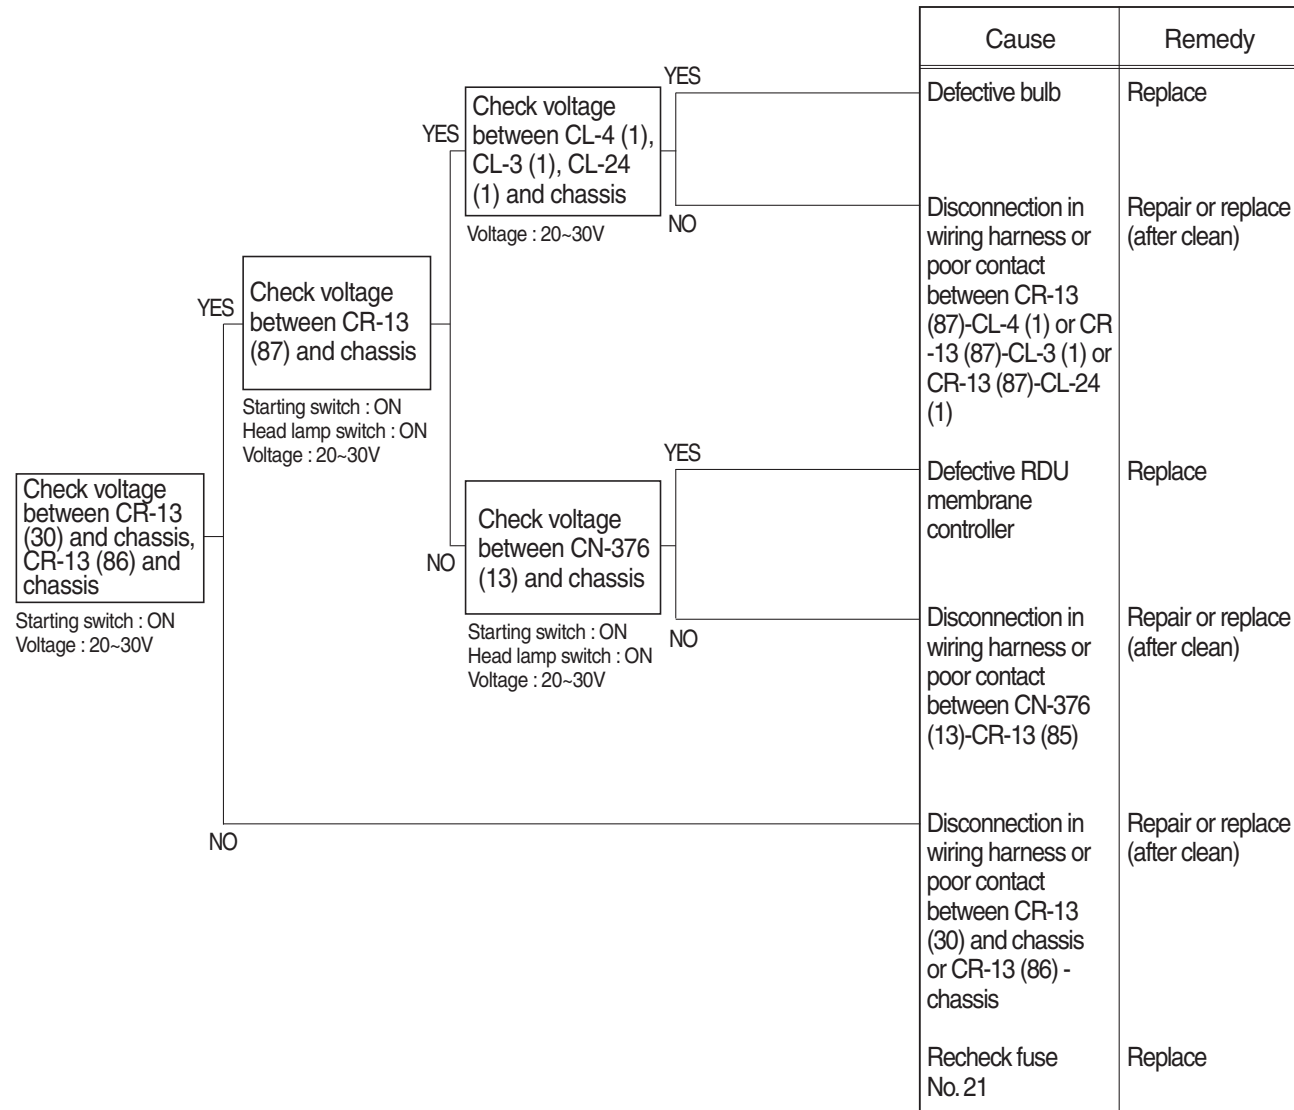 Cause
Remedy
YES
Defective bulb
Replace
Check voltage
between CL-4 (1),
CL-3 (1), CL-24
(1) and chassis
YES
Voltage : 20~30V
NO
Disconnection in
wiring harness or
poor contact
between CR-13
(87)-CL-4 (1) or CR
-13 (87)-CL-3 (1) or
CR-13 (87)-CL-24
(1)
Repair or replace
(after clean)
YES
Check voltage
between CR-13
(87) and chassis
Starting switch : ON
Head lamp switch : ON
Voltage : 20~30V
YES
Defective RDU
membrane
controller
Replace
Check voltage
between CR-13
(30) and chassis,
CR-13 (86) and
chassis
Starting switch : ON
Voltage : 20~30V
NO
Check voltage
between CN-376
(13) and chassis
Starting switch : ON
Head lamp switch : ON
Voltage : 20~30V
NO
Disconnection in
wiring harness or
poor contact
between CN-376
(13)-CR-13 (85)
Repair or replace
(after clean)
NO
Disconnection in
wiring harness or
poor contact
between CR-13
(30) and chassis
or CR-13 (86) -
chassis
Repair or replace
(after clean)
Recheck fuse
No. 21
Replace